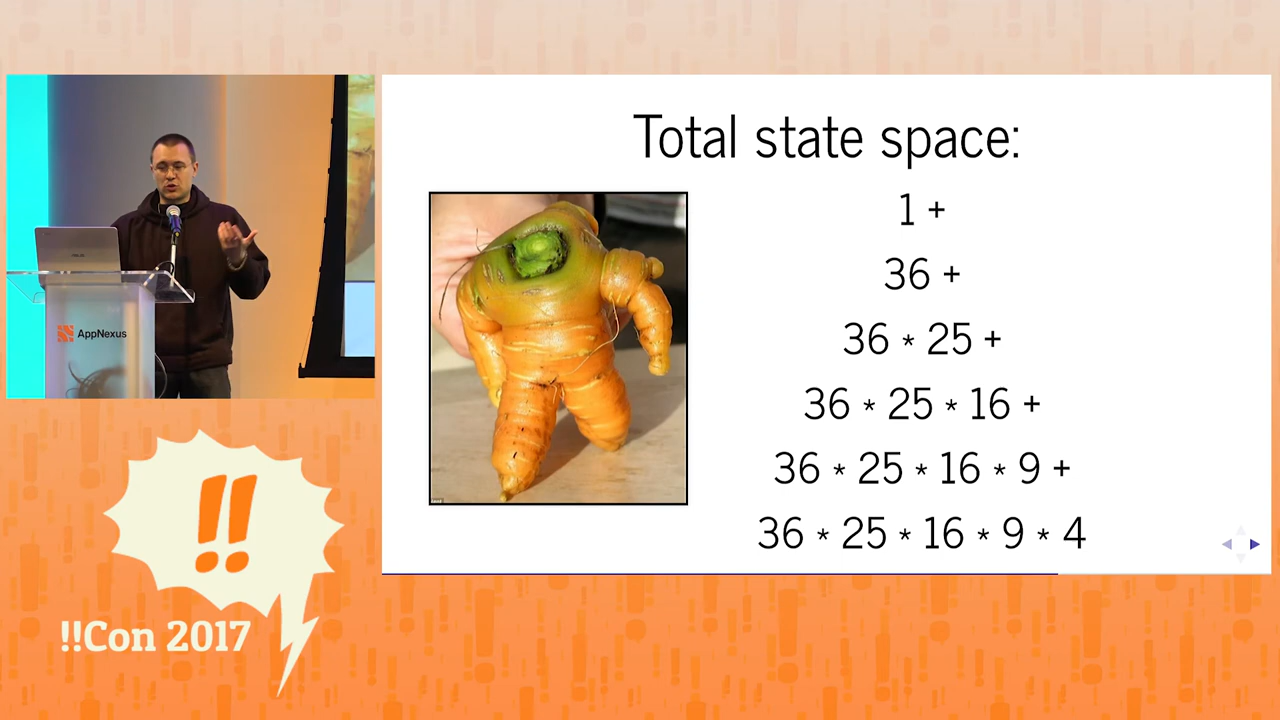 Total state space:
1 +
36 +
36 * 25 +
36 * 25 * 16 +
36 * 25 * 16 * 9 +
36 * 25 * 16 * 9 * 4
AppNexus
!!
!!Con 2017